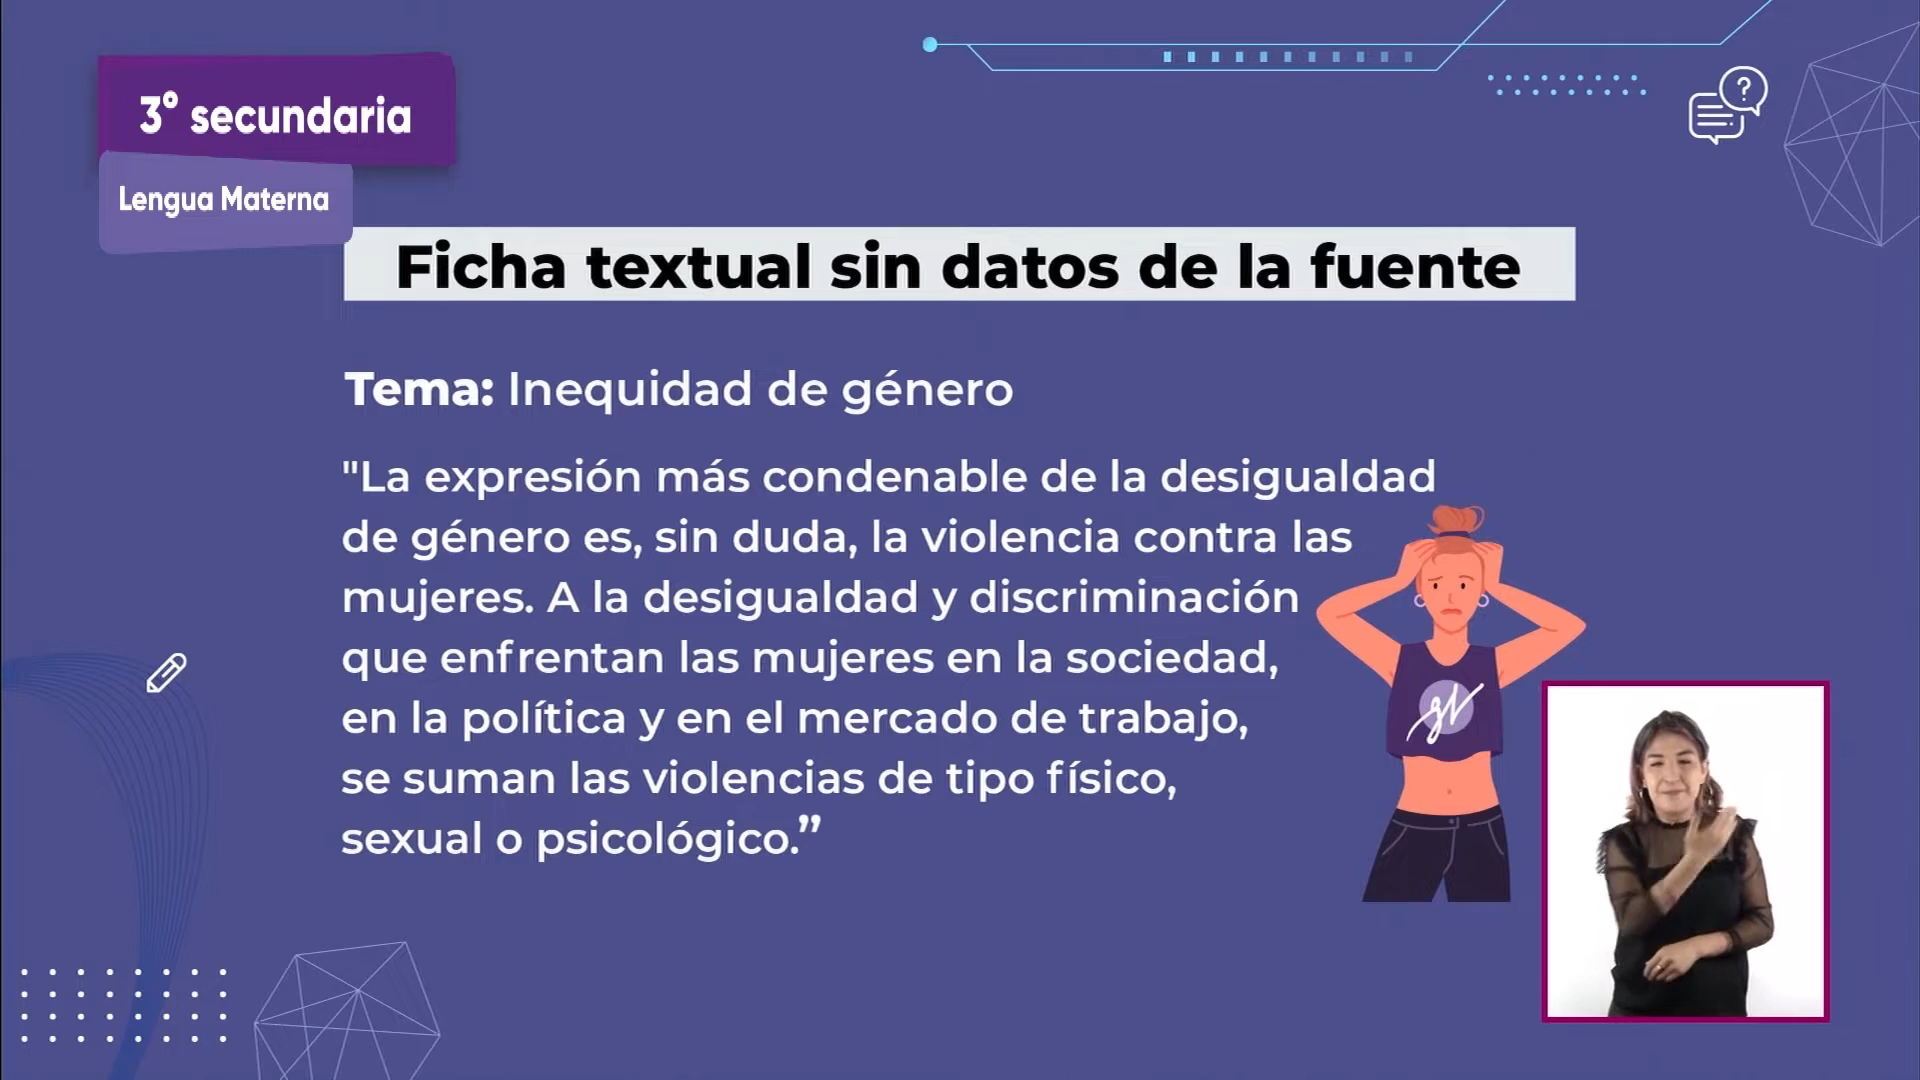 3° secundaria
Lengua Materna
Ficha textual sin datos de la fuente
Tema: Inequidad de género
"La expresión más condenable de la desigualdad
de género es, sin duda, la violencia contra las
mujeres. A la desigualdad y discriminación
que enfrentan las mujeres en la sociedad,
en la política y en el mercado de trabajo,
se suman las violencias de tipo físico,
sexual o psicológico.”